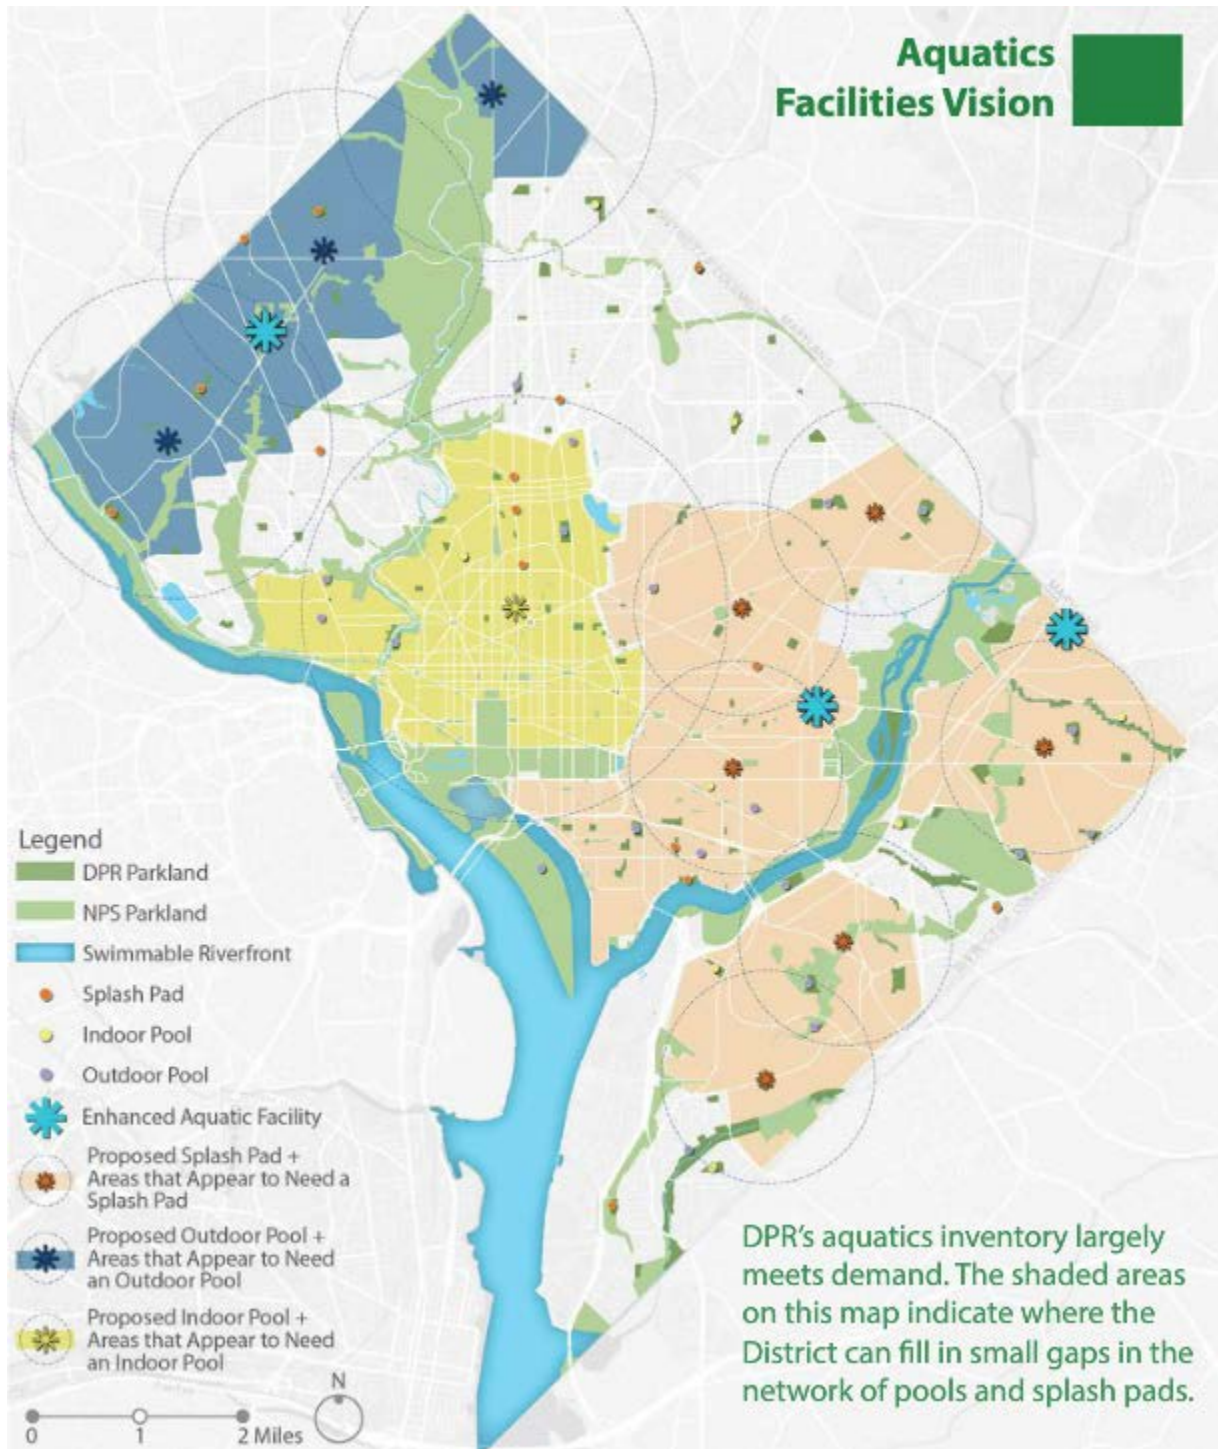 Aquatics
Facilities Vision
MARYLAND
Legend
DPR Parkland
NPS Parkland
Swimmable Riverfront
Splash Pad
Indoor Pool
Outdoor Pool
Enhanced Aquatic Facility
Proposed Splash Pad +
Areas that Appear to Need a
Splash Pad
Proposed Outdoor Pool +
Areas that Appear to Need
an Outdoor Pool
Proposed Indoor Pool +
Areas that Appear to Need
an Indoor Pool
N
0
1
2 Miles
DPR’s aquatics inventory largely
meets demand. The shaded areas
on this map indicate where the
District can fill in small gaps in the
network of pools and splash pads.